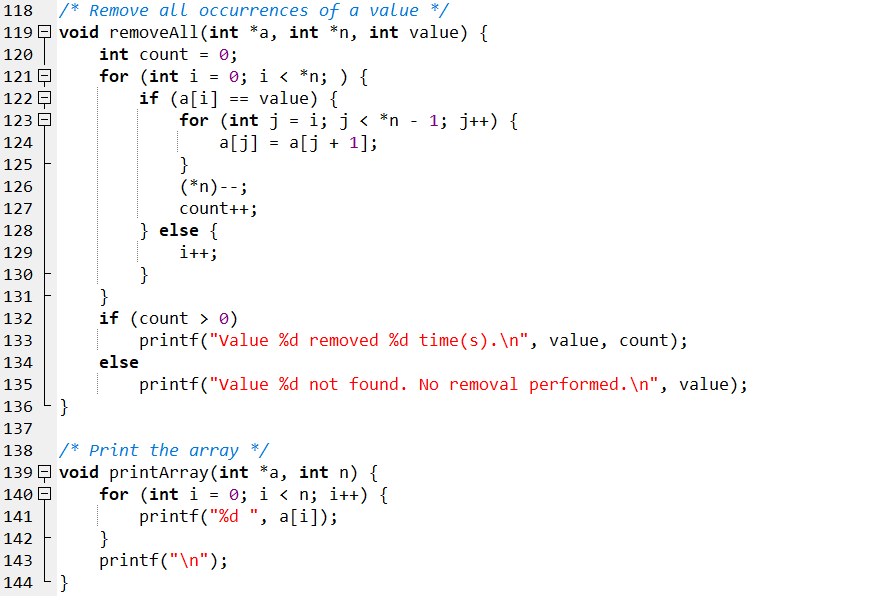 118 /* Remove all occurrences of a value */
119 void removeAll(int *a, int *n, int value) {
120     int count = 0;
121     for (int i = 0; i < *n; ) {
122         if (a[i] == value) {
123             for (int j = i; j < *n - 1; j++) {
124                 a[j] = a[j + 1];
125             }
126             (*n)--;
127             count++;
128         } else {
129             i++;
130         }
131     }
132     if (count > 0)
133         printf("Value %d removed %d time(s).\n", value, count);
134     else
135         printf("Value %d not found. No removal performed.\n", value);
136 }
137
138 /* Print the array */
139 void printArray(int *a, int n) {
140     for (int i = 0; i < n; i++) {
141         printf("%d ", a[i]);
142     }
143     printf("\n");
144 }